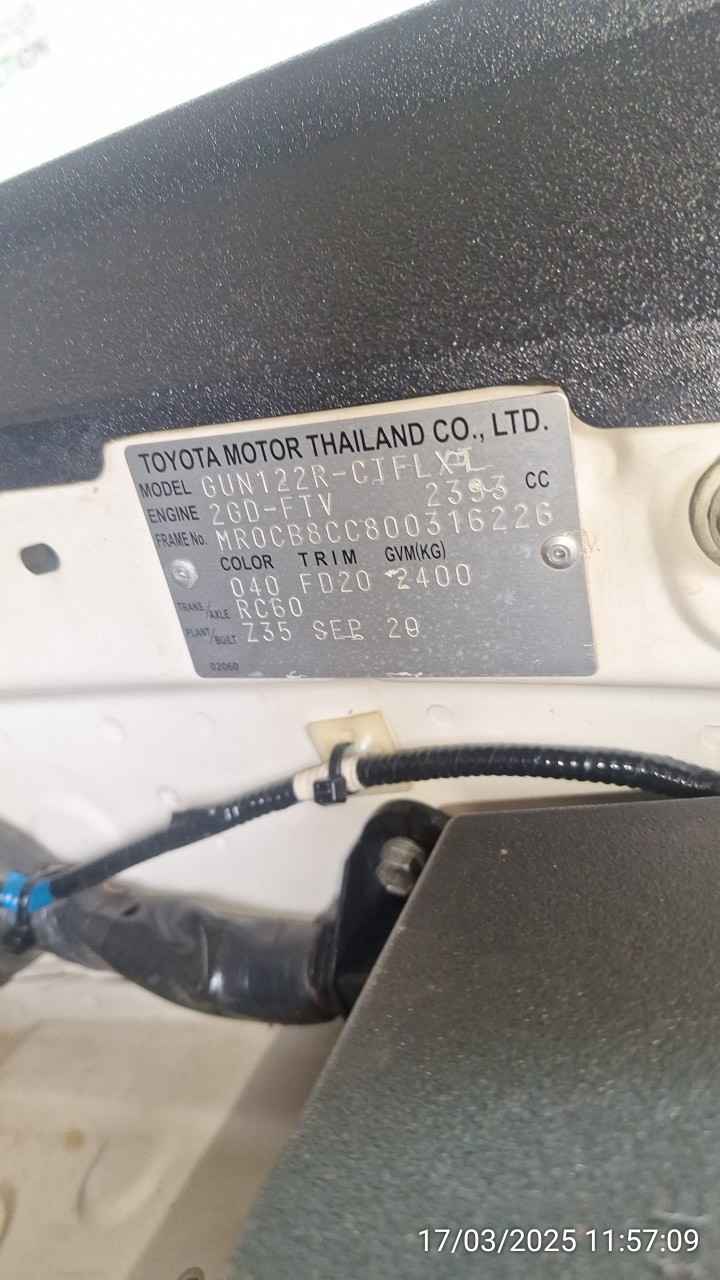 TOYOTA MOTOR THAILAND CO., LTD.
MODEL GUN122R-CTFLXT
ENGINE 2GD-FTV 2393 CC
FRAME No. MR0CB8CC800316226
COLOR TRIM GVM(KG)
040 FD20 2400
TRANS/AXLE RC60
PLANT/BUILT Z35 SEP 20
02060
17/03/2025 11:57:09